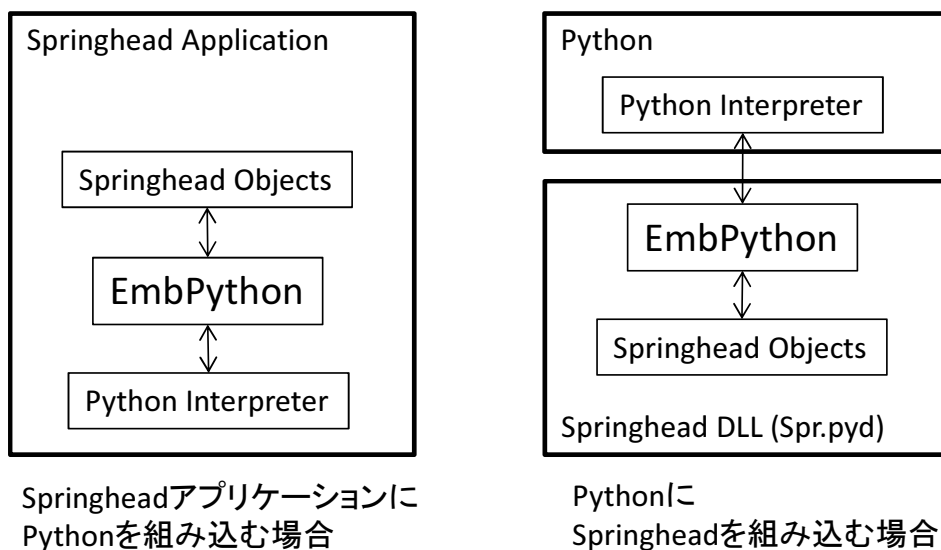 Springhead Application
Springhead Objects
EmbPython
Python Interpreter
Springheadアプリケーションに
Pythonを組み込む場合
Python
Python Interpreter
EmbPython
Springhead Objects
Springhead DLL (Spr.pyd)
Pythonに
Springheadを組み込む場合